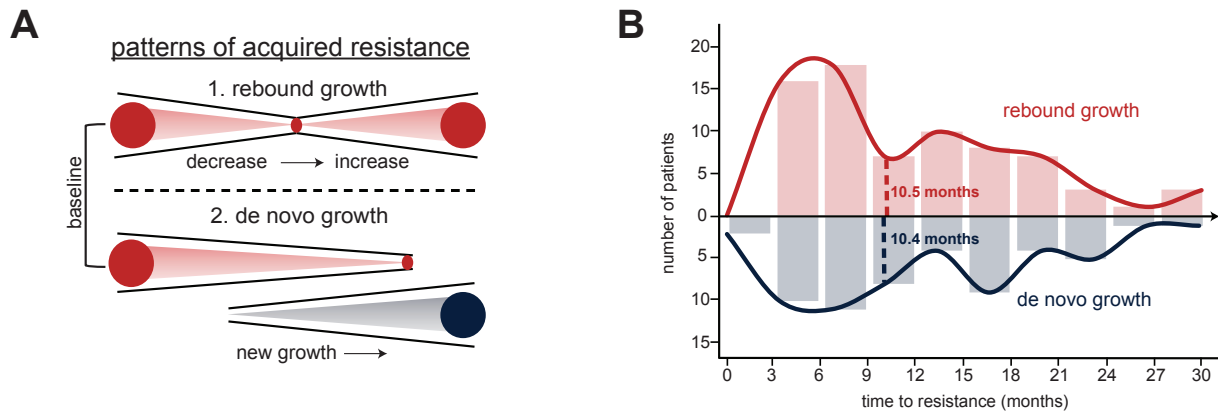 A
patterns of acquired resistance
1. rebound growth
decrease → increase
baseline
2. de novo growth
new growth →
B
20
15
10
5
0
5
10
15
number of patients
rebound growth
10.5 months
10.4 months
de novo growth
0 3 6 9 12 15 18 21 24 27 30
time to resistance (months)